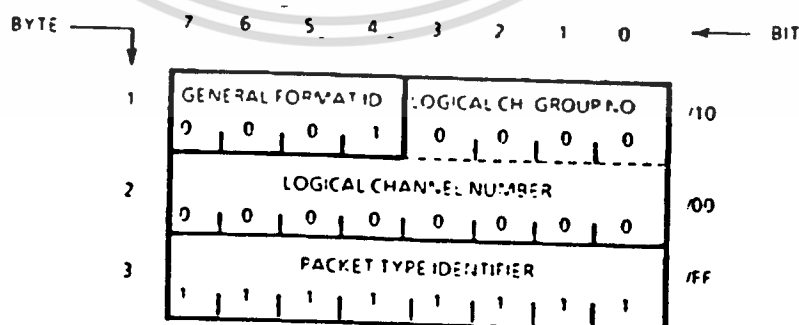 BYTE 7 6 5 4 3 2 1 0 BIT
1 GENERAL FORMAT ID LOGICAL CH GROUP NO /10
0 0 0 1 0 0 0 0
2 LOGICAL CHANNEL NUMBER /00
0 0 0 0 0 0 0 0
3 PACKET TYPE IDENTIFIER /FF
1 1 1 1 1 1 1 1